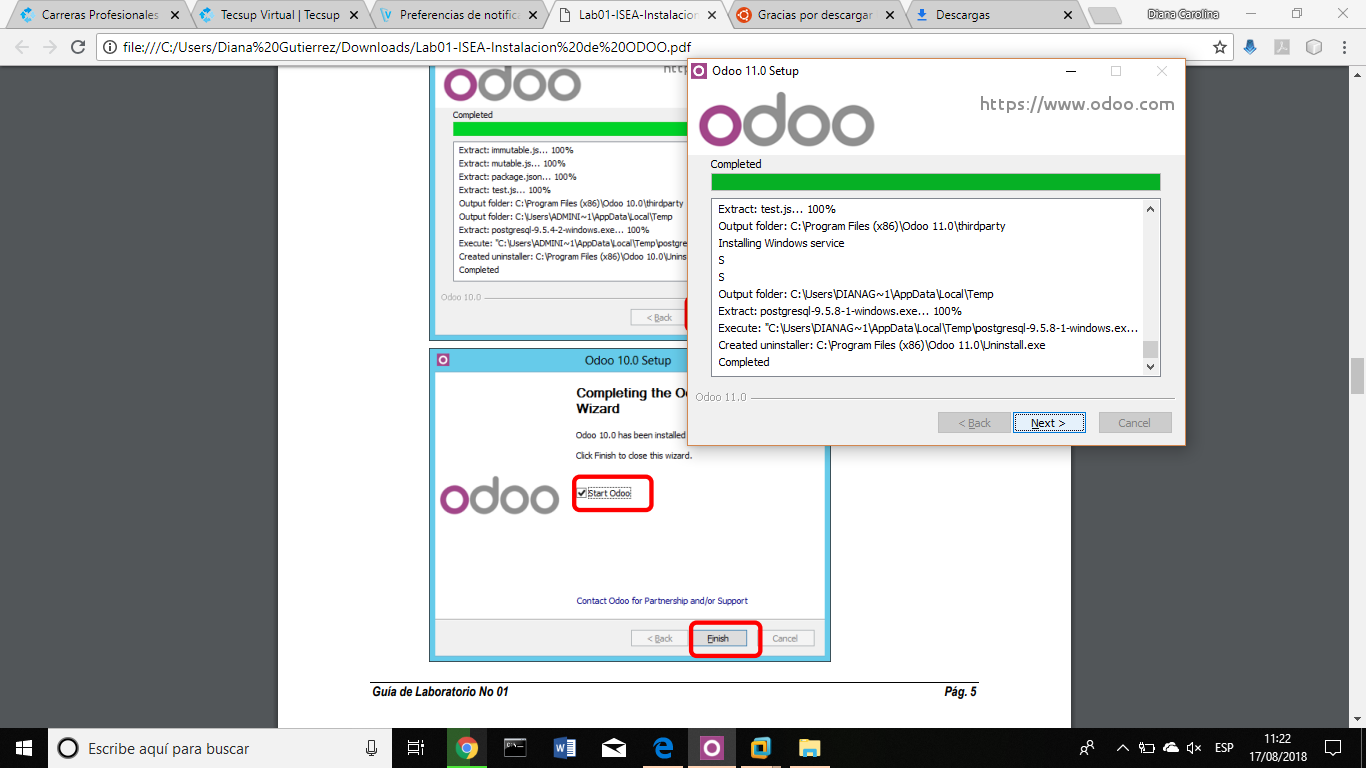 Carreras Profesionales
Tecsup Virtual | Tecsup
Preferencias de notifica
Lab01-ISEA-Instalacion
Gracias por descargar
Descargas
Diana Carolina
file:///C:/Users/Diana%20Gutierrez/Downloads/Lab01-ISEA-Instalacion%20de%20ODOO.pdf
odoo
Completed
Extract: immutable.js... 100%
Extract: mutable.js... 100%
Extract: package.json... 100%
Extract: test.js... 100%
Output folder: C:\Program Files (x86)\Odoo 10.0\thirdparty
Output folder: C:\Users\ADMINI~1\AppData\Local\Temp
Extract: postgresql-9.5.4-2-windows.exe... 100%
Execute: "C:\Users\ADMINI~1\AppData\Local\Temp\postgre
Created uninstaller: C:\Program Files (x86)\Odoo 10.0\Unins
Completed
Odoo 10.0
< Back
Odoo 11.0 Setup
odoo
https://www.odoo.com
Completed
Extract: test.js... 100%
Output folder: C:\Program Files (x86)\Odoo 11.0\thirdparty
Installing Windows service
S
S
Output folder: C:\Users\DIANAG~1\AppData\Local\Temp
Extract: postgresql-9.5.8-1-windows.exe... 100%
Execute: "C:\Users\DIANAG~1\AppData\Local\Temp\postgresql-9.5.8-1-windows.ex...
Created uninstaller: C:\Program Files (x86)\Odoo 11.0\Uninstall.exe
Completed
Odoo 11.0
< Back
Next >
Cancel
Odoo 10.0 Setup
Completing the O
Wizard
Odoo 10.0 has been installed
Click Finish to close this wizard.
odoo
Start Odoo
Contact Odoo for Partnership and/or Support
< Back
Finish
Cancel
Guía de Laboratorio No 01
Pág. 5
Escribe aquí para buscar
ESP
11:22
17/08/2018